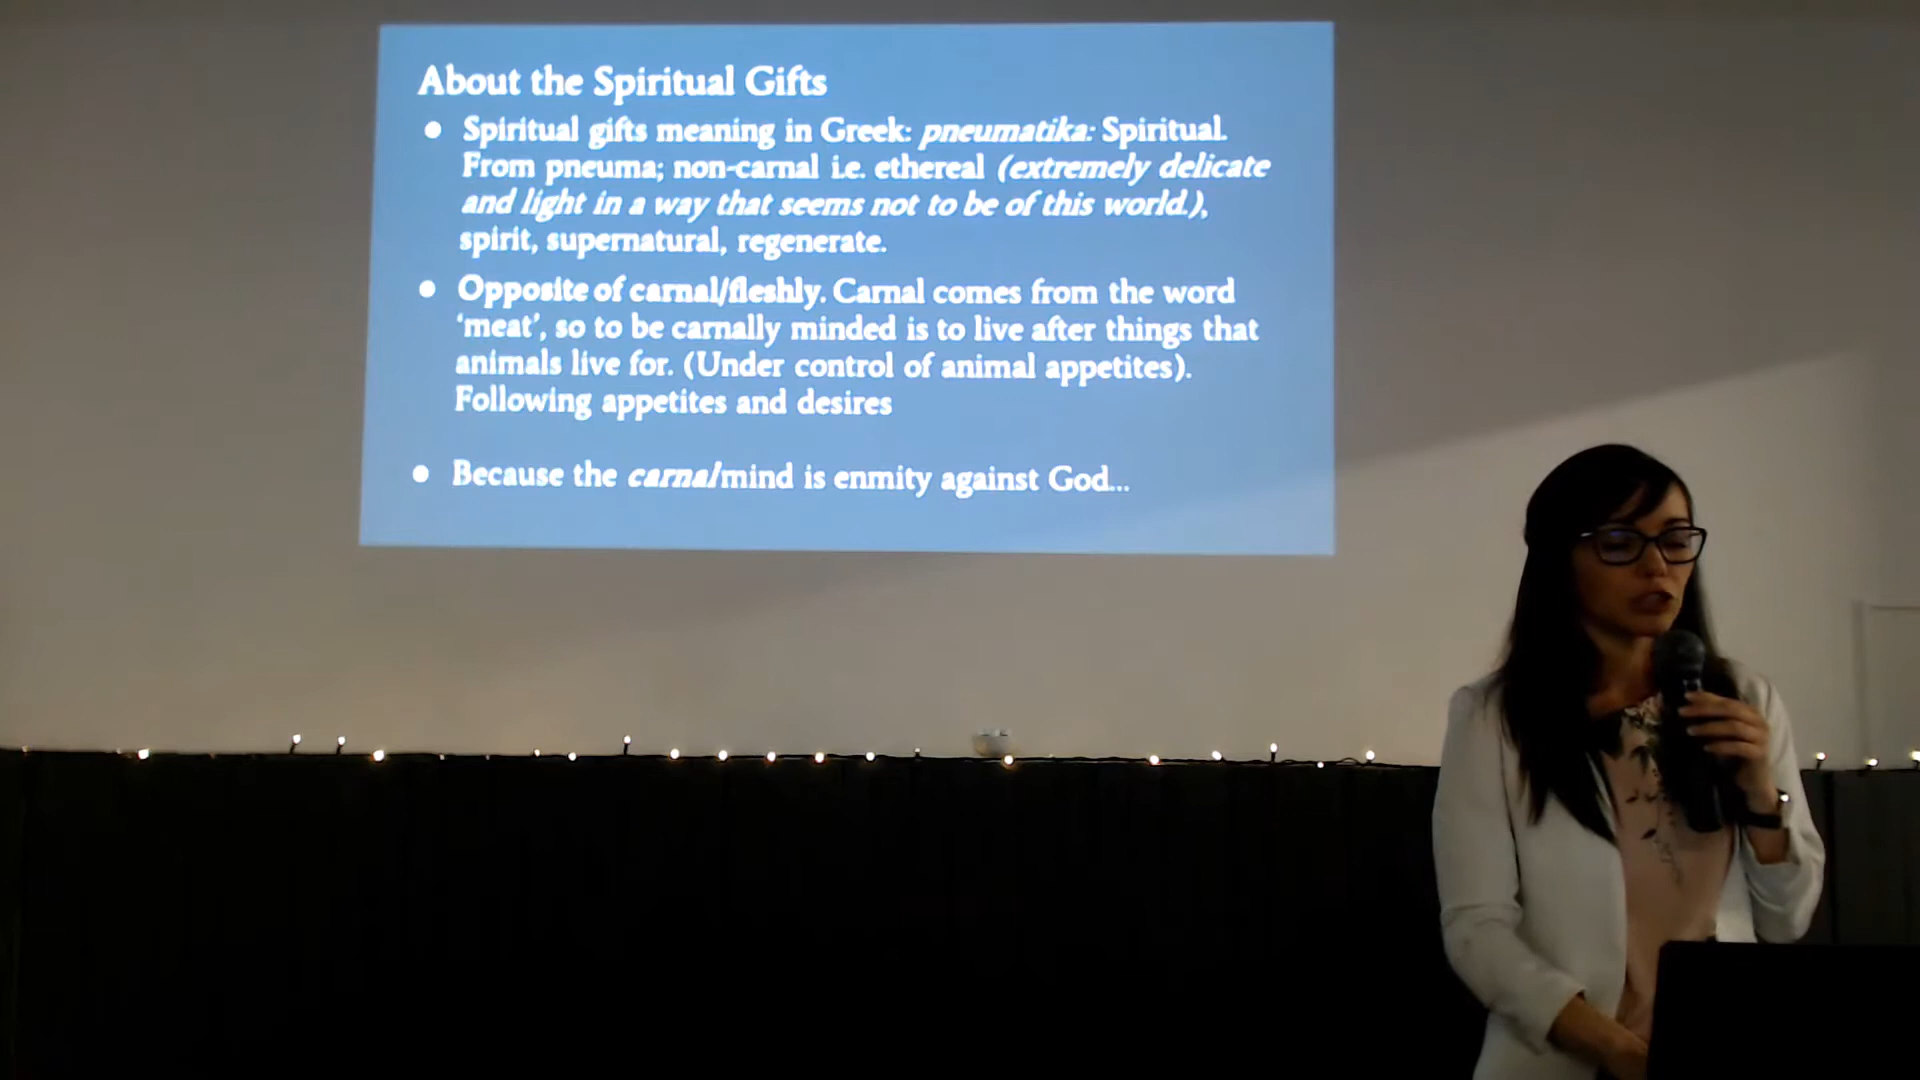 About the Spiritual Gifts
● Spiritual gifts meaning in Greek: pneumatika: Spiritual.
From pneuma; non-carnal i.e. ethereal (extremely delicate
and light in a way that seems not to be of this world.),
spirit, supernatural, regenerate.
● Opposite of carnal/fleshly. Carnal comes from the word
‘meat’, so to be carnally minded is to live after things that
animals live for. (Under control of animal appetites).
Following appetites and desires
● Because the carnal mind is enmity against God...